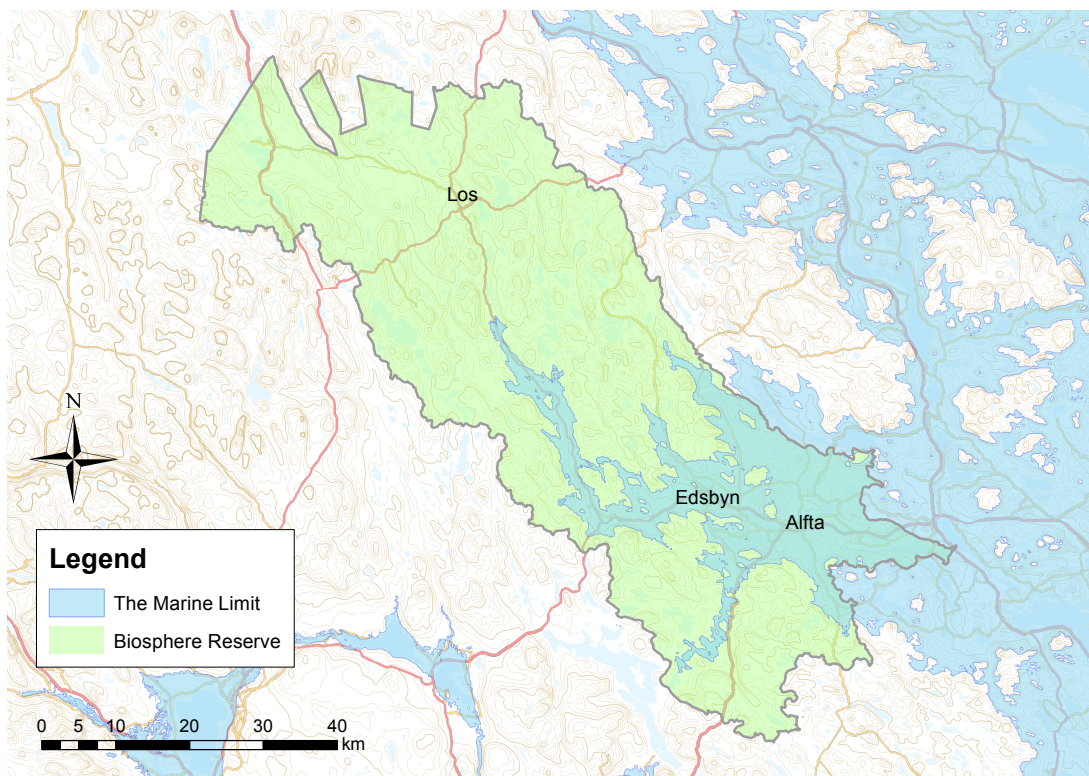 Los
N
Edsbyn
Alfta
Legend
The Marine Limit
Biosphere Reserve
0 5 10 20 30 40
km